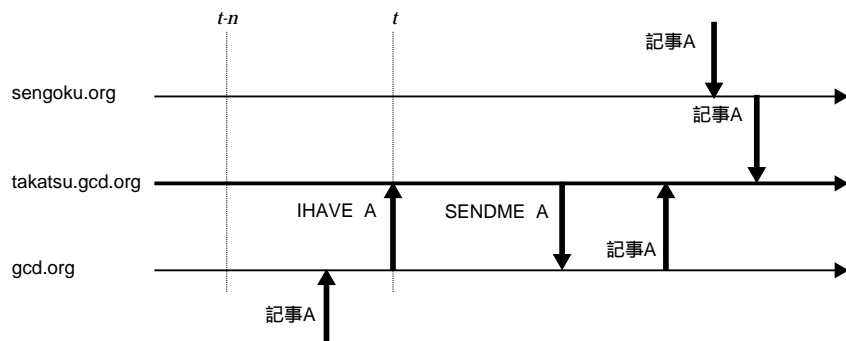 t-n
t
記事A
sengoku.org
記事A
takatsu.gcd.org
IHAVE A
SENDME A
記事A
gcd.org
記事A